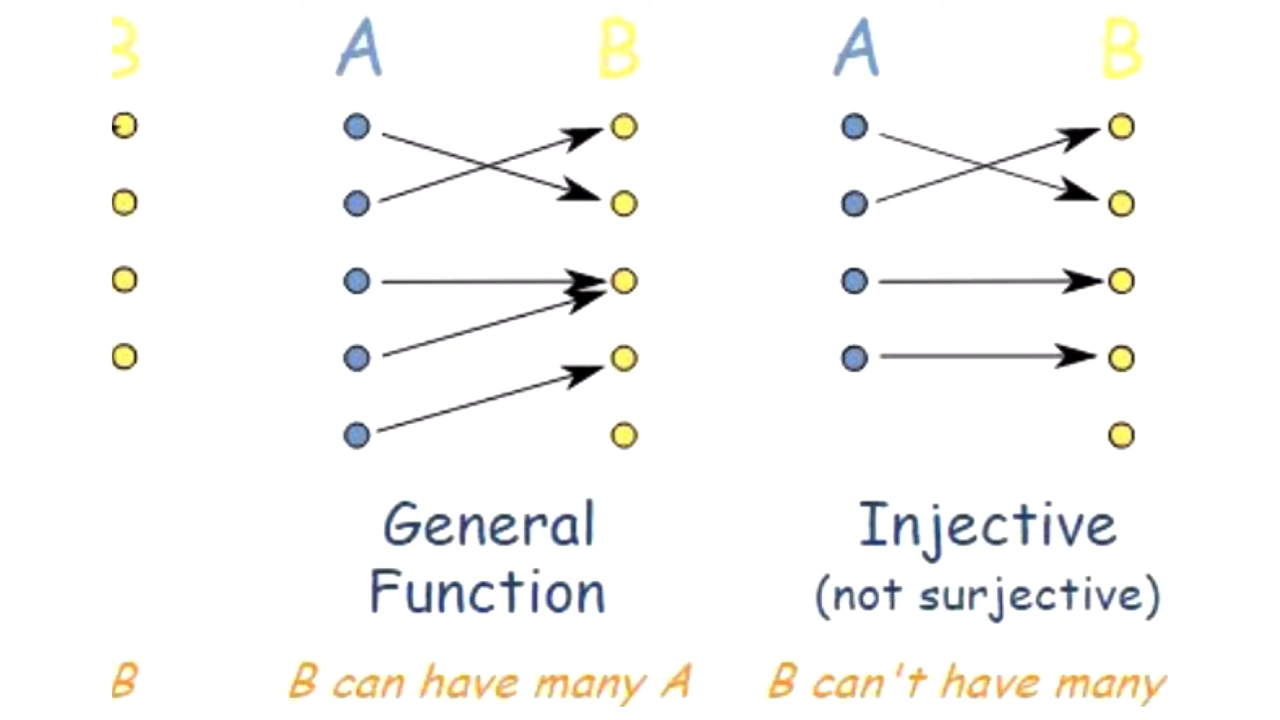 B A B A B
General
Function
Injective
(not surjective)
B B can have many A B can't have many